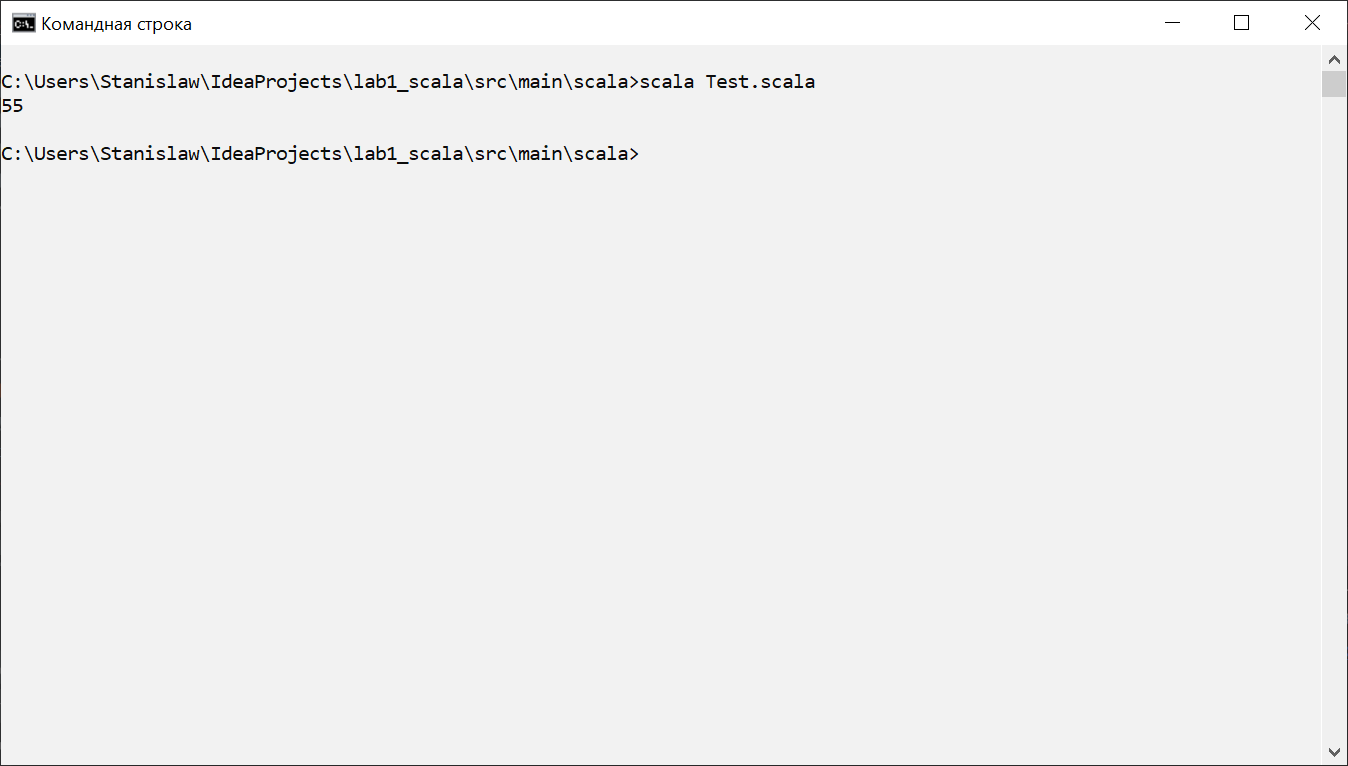 Командная строка
C:\Users\Stanislaw\IdeaProjects\lab1_scala\src\main\scala>scala Test.scala
55
C:\Users\Stanislaw\IdeaProjects\lab1_scala\src\main\scala>